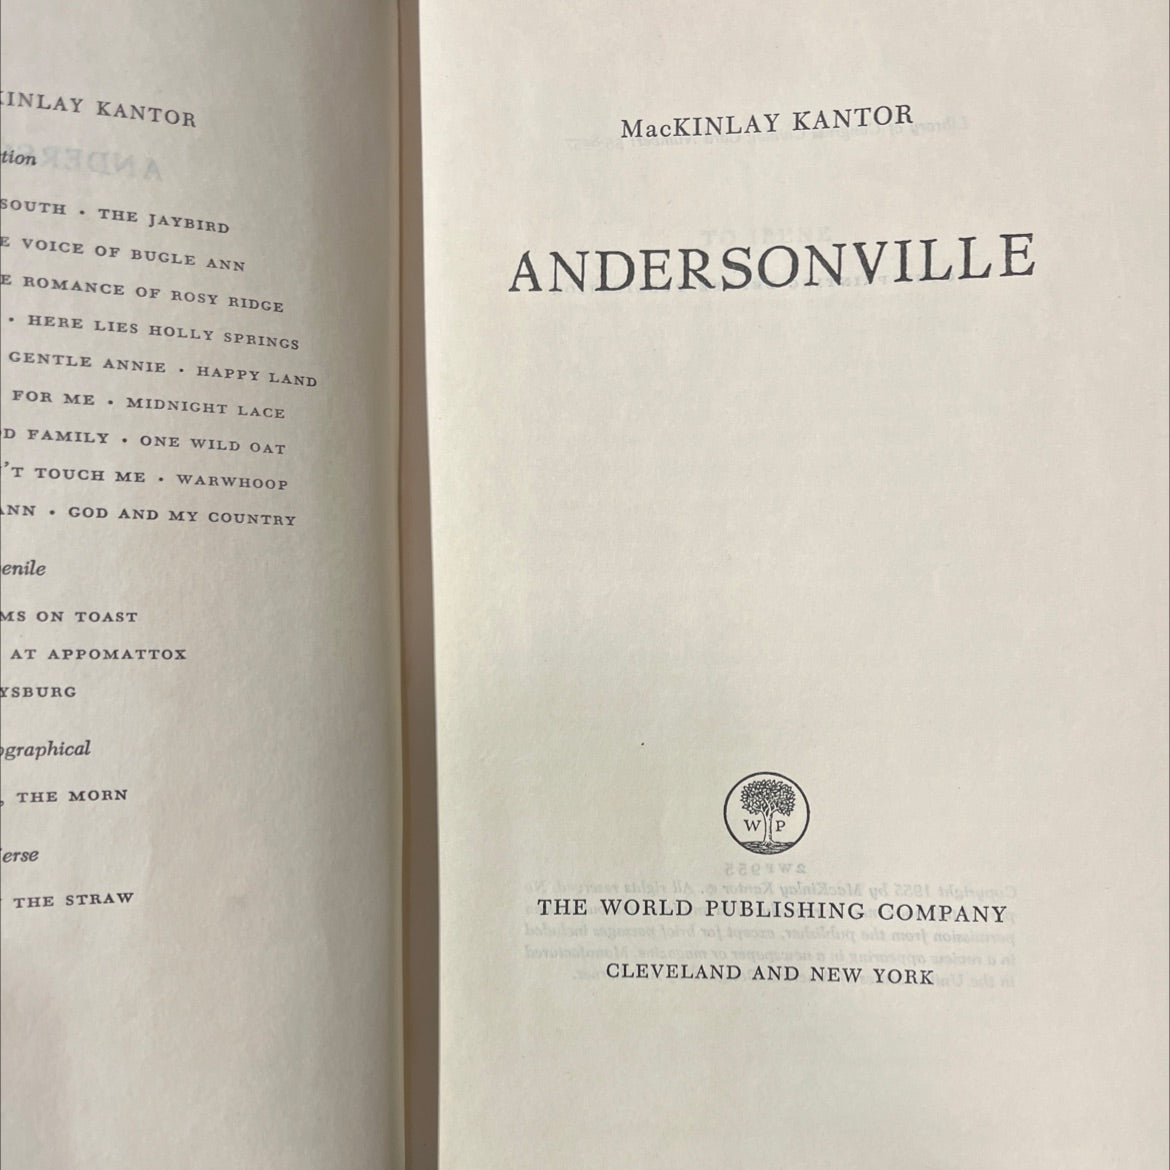 KINLAY KANTOR
tion
SOUTH · THE JAYBIRD
E VOICE OF BUGLE ANN
E ROMANCE OF ROSY RIDGE
· HERE LIES HOLLY SPRINGS
GENTLE ANNIE · HAPPY LAND
FOR ME · MIDNIGHT LACE
D FAMILY · ONE WILD OAT
'T TOUCH ME · WARWHOOP
ANN · GOD AND MY COUNTRY
enile
MS ON TOAST
AT APPOMATTOX
YSBURG
ographical
, THE MORN
erse
THE STRAW
MacKINLAY KANTOR
ANDERSONVILLE
W P
THE WORLD PUBLISHING COMPANY
CLEVELAND AND NEW YORK